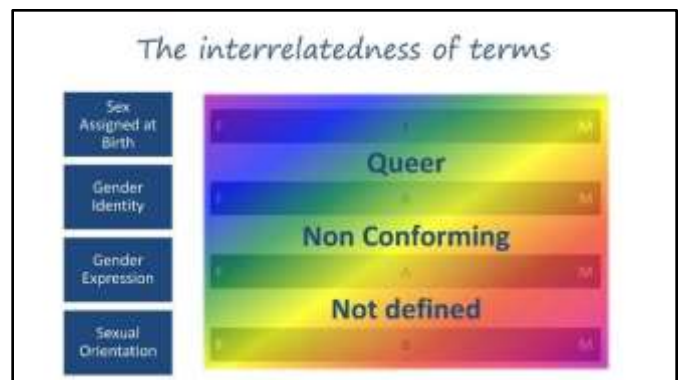 The interrelatedness of terms
Sex
Assigned at
Birth
F
M
Queer
Gender
Identity
F
M
Non Conforming
Gender
Expression
F
A
M
Not defined
Sexual
Orientation
F
M